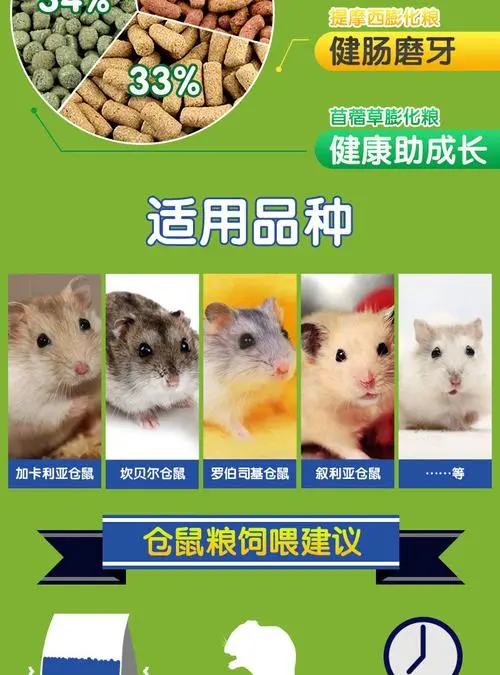 34%
提摩西膨化粮
健肠磨牙
33%
苜蓿草膨化粮
健康助成长
适用品种
加卡利亚仓鼠
坎贝尔仓鼠
罗伯司基仓鼠
叙利亚仓鼠
……等
仓鼠粮饲喂建议